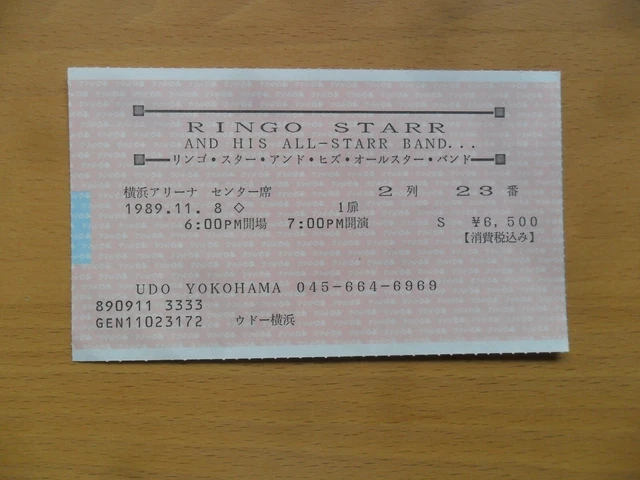 RINGO STARR
AND HIS ALL-STARR BAND...
リンゴ・スター・アンド・ヒズ・オールスター・バンド
横浜アリーナ センター席 2列 23番
1989.11. 8 ◇ 1扉
6:00PM開場 7:00PM開演 S ¥6,500
【消費税込み】
UDO YOKOHAMA 045-664-6969
890911 3333
GEN11023172 ウドー横浜